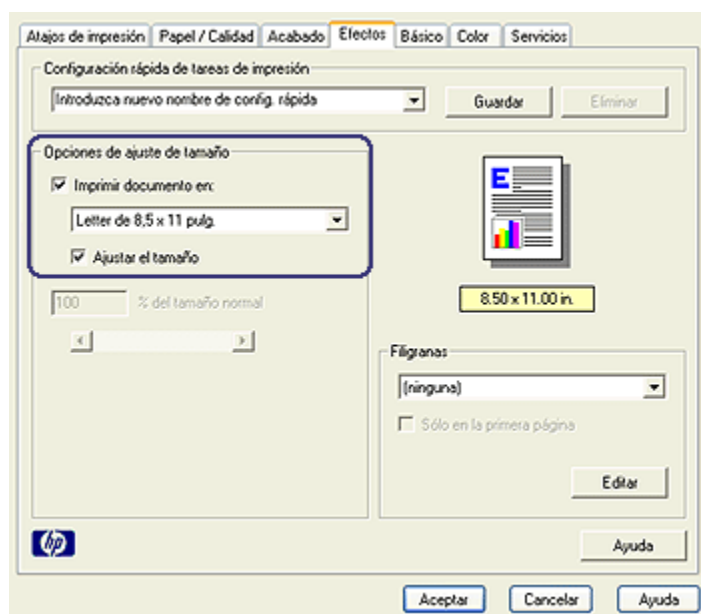 Atajos de impresión Papel / Calidad Acabado Efectos Básico Color Servicios
Configuración rápida de tareas de impresión
Introduzca nuevo nombre de config. rápida Guardar Eliminar
Opciones de ajuste de tamaño
Imprimir documento en:
Letter de 8,5 x 11 pulg.
Ajustar el tamaño
100 % del tamaño normal
E
8.50 x 11.00 in.
Filigranas
(ninguna)
Sólo en la primera página
Editar
hp
Ayuda
Aceptar Cancelar Ayuda